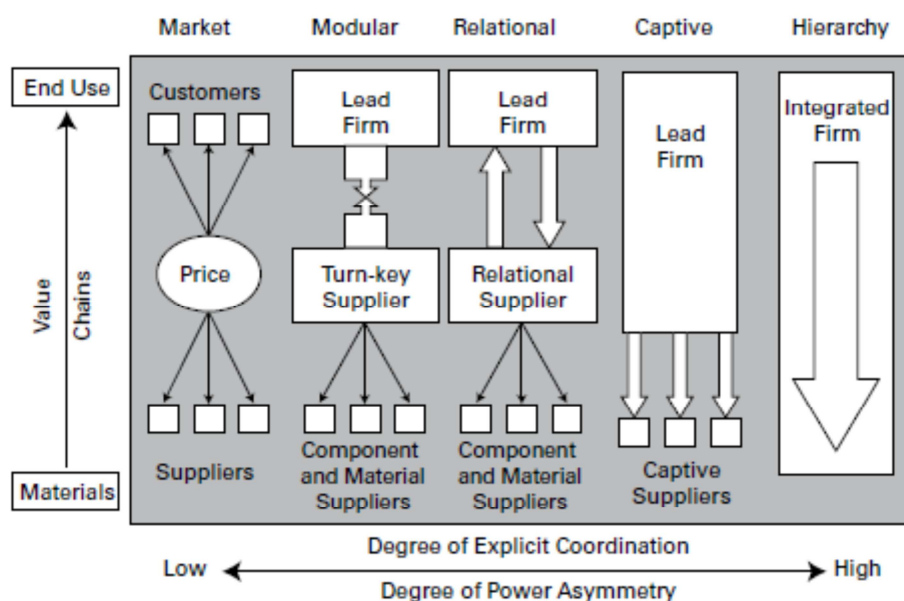 Market
Modular
Relational
Captive
Hierarchy
End Use
Value
Chains
Materials
Customers
Price
Suppliers
Lead
Firm
Turn-key
Supplier
Component
and Material
Suppliers
Lead
Firm
Relational
Supplier
Component
and Material
Suppliers
Lead
Firm
Captive
Suppliers
Integrated
Firm
Degree of Explicit Coordination
Low
High
Degree of Power Asymmetry